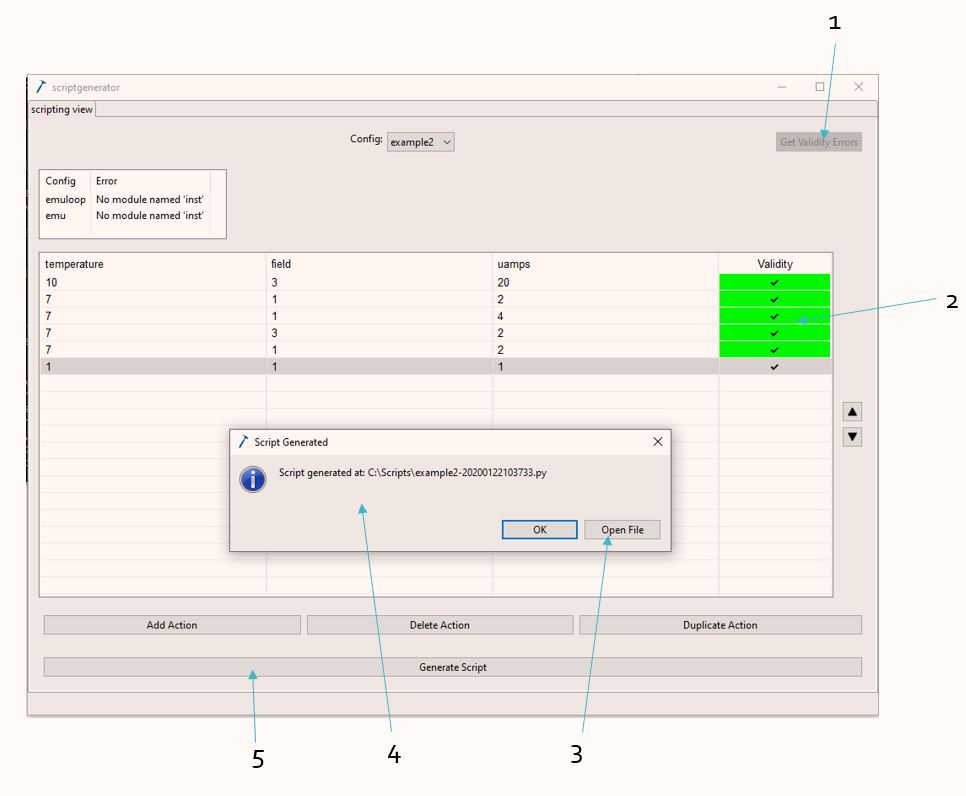 1
scriptgenerator
scripting view
Config: example2 Get Validity Errors
Config Error
emuloop No module named 'inst'
emu No module named 'inst'
temperature field uamps Validity
10 3 20 ✓
7 1 2 ✓
2
7 1 4 ✓
7 3 2 ✓
7 1 2 ✓
1 1 1 ✓
Script Generated
Script generated at: C:\Scripts\example2-20200122103733.py
OK Open File
Add Action Delete Action Duplicate Action
Generate Script
5 4 3